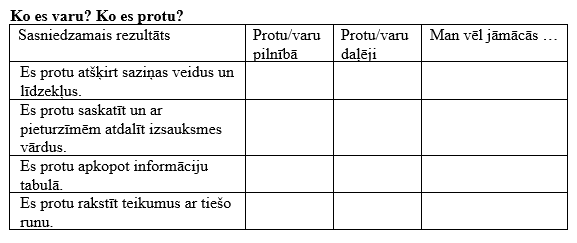 Ko es varu? Ko es protu?
Sasniedzamais rezultāts
Protu/varu
pilnībā
Protu/varu
daļēji
Man vēl jāmācās …
Es protu atšķirt saziņas veidus un
līdzekļus.
Es protu saskatīt un ar
pieturzīmēm atdalīt izsauksmes
vārdus.
Es protu apkopot informāciju
tabulā.
Es protu rakstīt teikumus ar tiešo
runu.